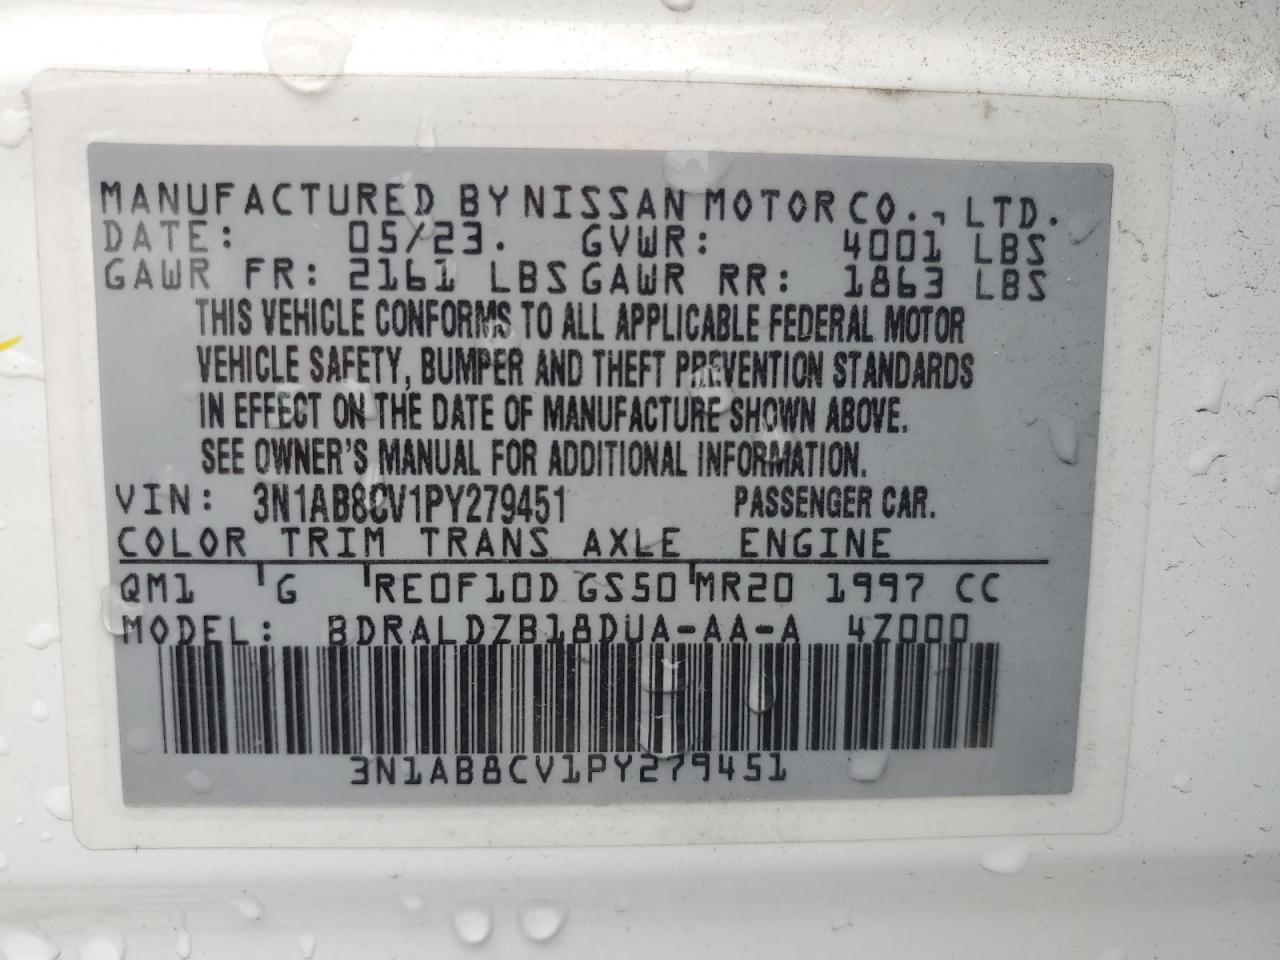 MANUFACTURED BY NISSAN MOTOR CO., LTD.
DATE: 05/23. GVWR: 4001 LBS
GAWR FR: 2161 LBS GAWR RR: 1863 LBS
THIS VEHICLE CONFORMS TO ALL APPLICABLE FEDERAL MOTOR
VEHICLE SAFETY, BUMPER AND THEFT PREVENTION STANDARDS
IN EFFECT ON THE DATE OF MANUFACTURE SHOWN ABOVE.
SEE OWNER'S MANUAL FOR ADDITIONAL INFORMATION.
VIN: 3N1AB8CV1PY279451 PASSENGER CAR.
COLOR TRIM TRANS AXLE ENGINE
QM1 G RE0F10D GS50 MR20 1997 CC
MODEL: BDRALDZB18DUA-AA-A 4Z000
3N1AB8CV1PY279451